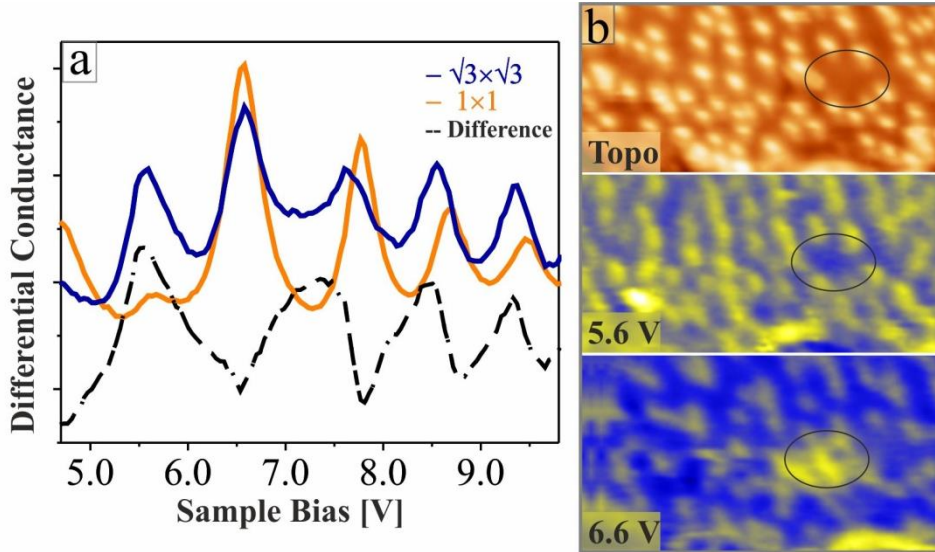 a
√3×√3
1×1
Difference
Differential Conductance
5.0 6.0 7.0 8.0 9.0
Sample Bias [V]
b
Topo
5.6 V
6.6 V